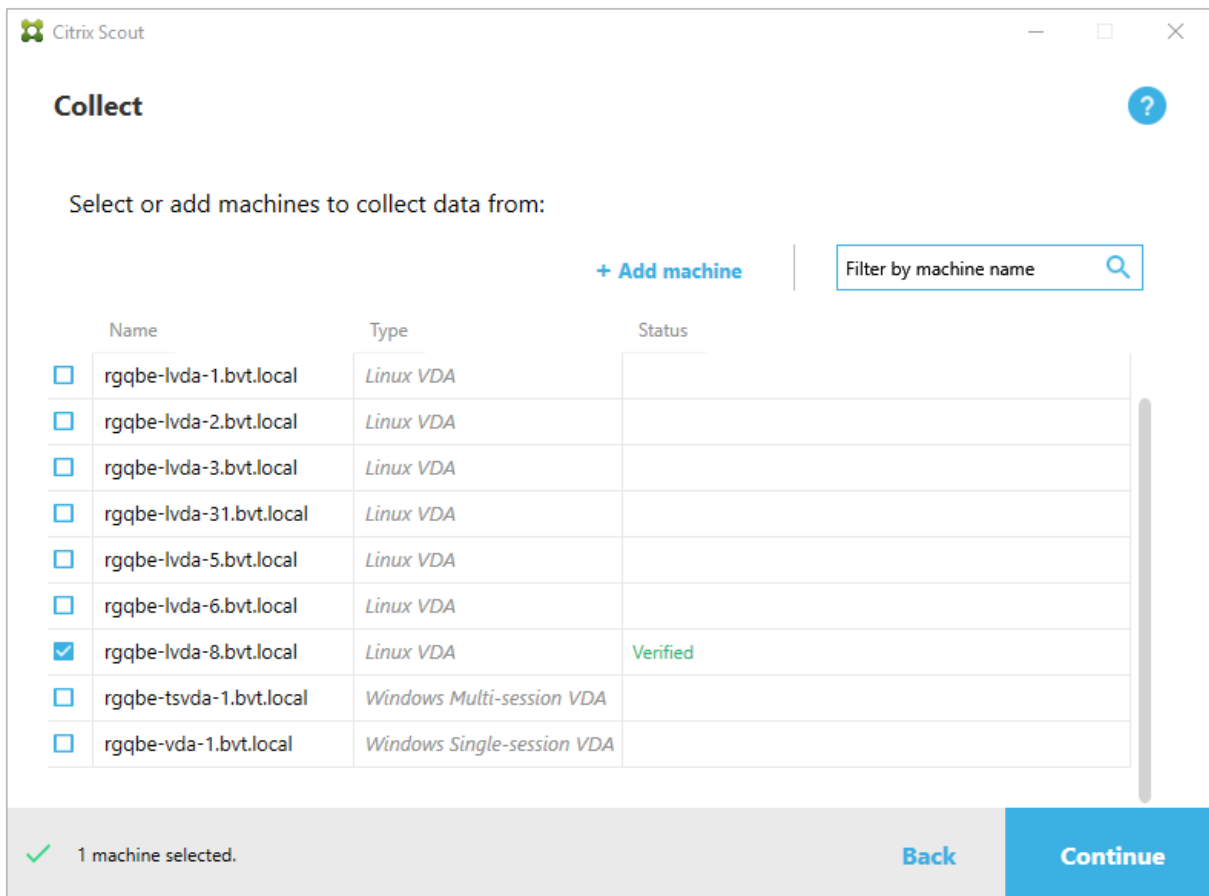 Citrix Scout
Collect
?
Select or add machines to collect data from:
+ Add machine
Filter by machine name
Name Type Status
rgqbe-lvda-1.bvt.local Linux VDA
rgqbe-lvda-2.bvt.local Linux VDA
rgqbe-lvda-3.bvt.local Linux VDA
rgqbe-lvda-31.bvt.local Linux VDA
rgqbe-lvda-5.bvt.local Linux VDA
rgqbe-lvda-6.bvt.local Linux VDA
rgqbe-lvda-8.bvt.local Linux VDA Verified
rgqbe-tsvda-1.bvt.local Windows Multi-session VDA
rgqbe-vda-1.bvt.local Windows Single-session VDA
1 machine selected.
Back
Continue